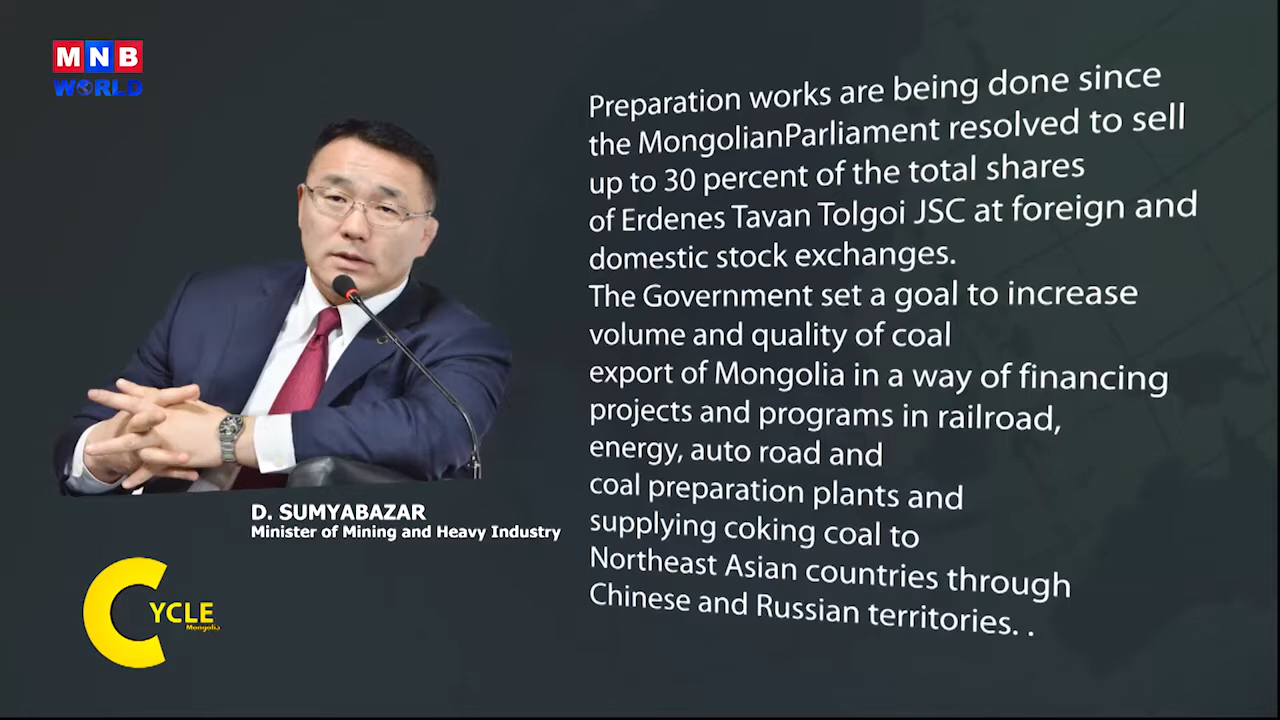 MNB
WORLD
Preparation works are being done since
the MongolianParliament resolved to sell
up to 30 percent of the total shares
of Erdenes Tavan Tolgoi JSC at foreign and
domestic stock exchanges.
The Government set a goal to increase
volume and quality of coal
export of Mongolia in a way of financing
projects and programs in railroad,
energy, auto road and
coal preparation plants and
supplying coking coal to
Northeast Asian countries through
Chinese and Russian territories. .
D. SUMYABAZAR
Minister of Mining and Heavy Industry
CYCLE
Mongolia